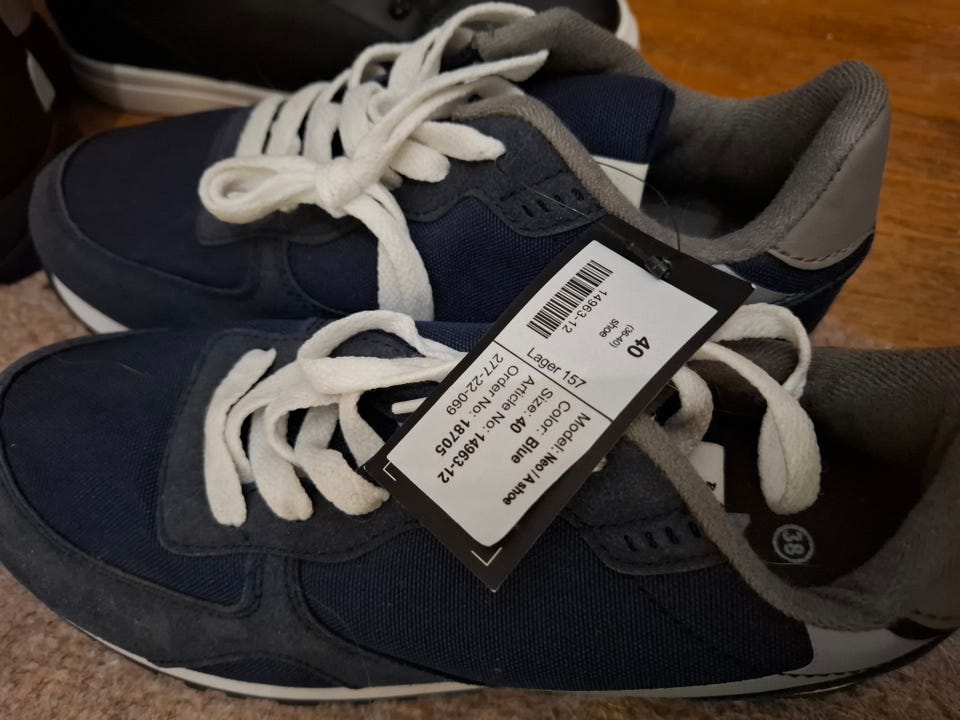 14963-12
shoe
(36-40)
40
Lager 157
Model: Neo/A shoe
Color: Blue
Size: 40
Article No: 14963-12
Order No: 18705
277-22-069
38